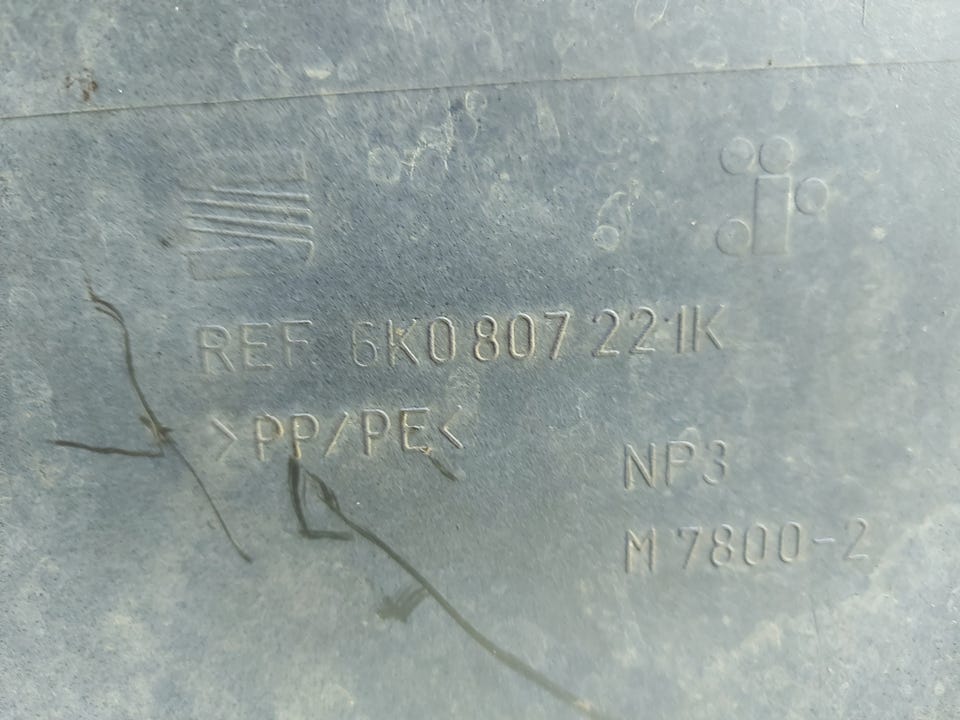 REF. 6K0 807 221K
>PP/PE<
NP3
M 7800-2